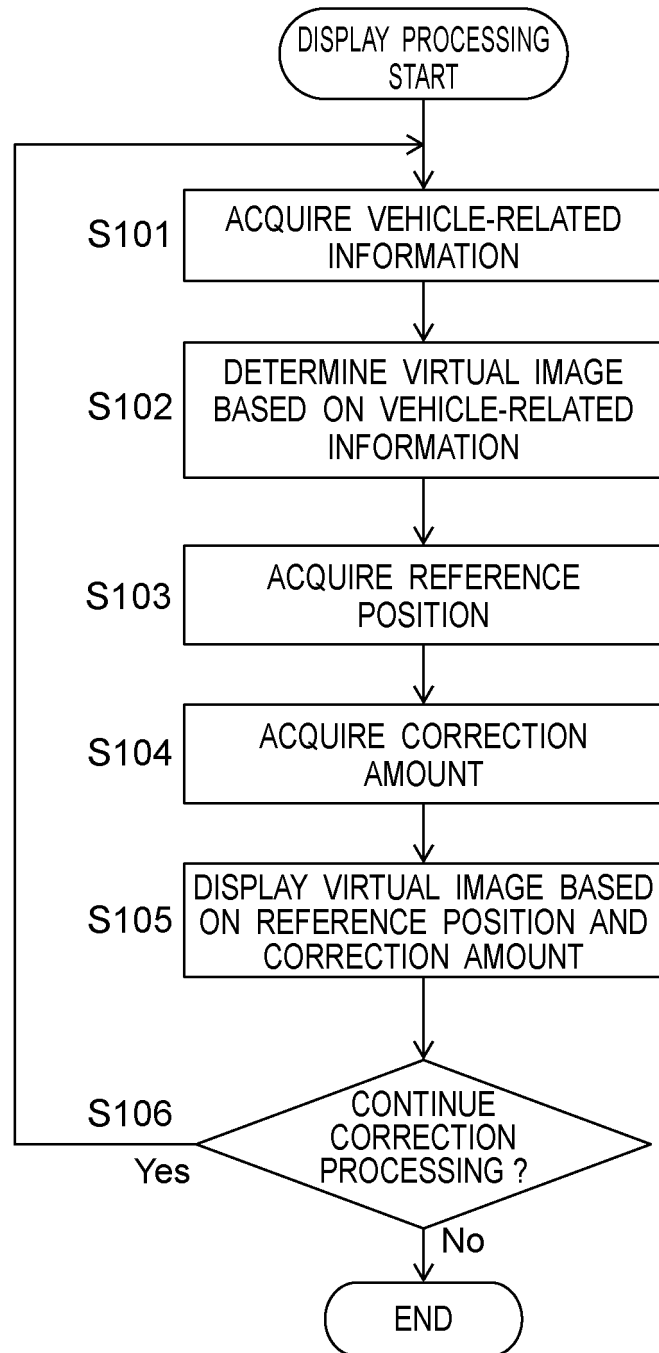 DISPLAY PROCESSING
START
S101
ACQUIRE VEHICLE-RELATED
INFORMATION
S102
DETERMINE VIRTUAL IMAGE
BASED ON VEHICLE-RELATED
INFORMATION
S103
ACQUIRE REFERENCE
POSITION
S104
ACQUIRE CORRECTION
AMOUNT
S105
DISPLAY VIRTUAL IMAGE BASED
ON REFERENCE POSITION AND
CORRECTION AMOUNT
S106
CONTINUE
CORRECTION
PROCESSING ?
Yes
No
END